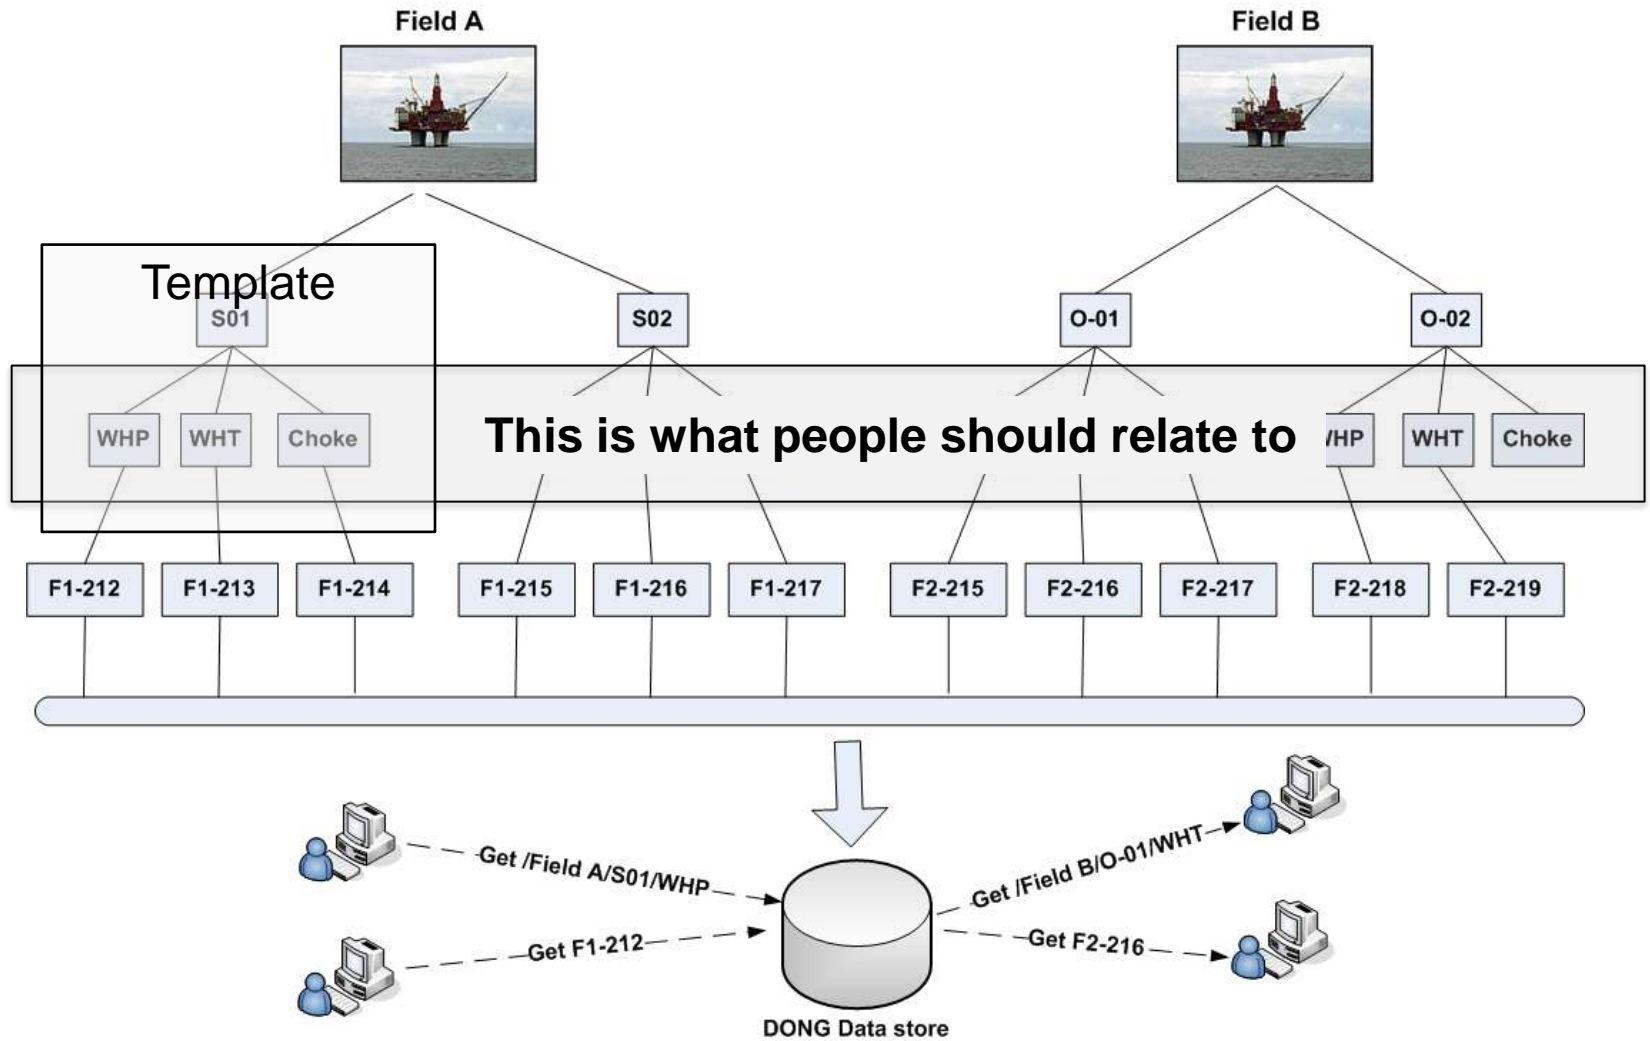 Field A
Field B
Template
S01
S02
O-01
O-02
WHP
WHT
Choke
This is what people should relate to
WHT
Choke
F1-212
F1-213
F1-214
F1-215
F1-216
F1-217
F2-215
F2-216
F2-217
F2-218
F2-219
Get /Field A/S01/WHP
Get /Field B/O-01/WHT
Get F1-212
Get F2-216
DONG Data store